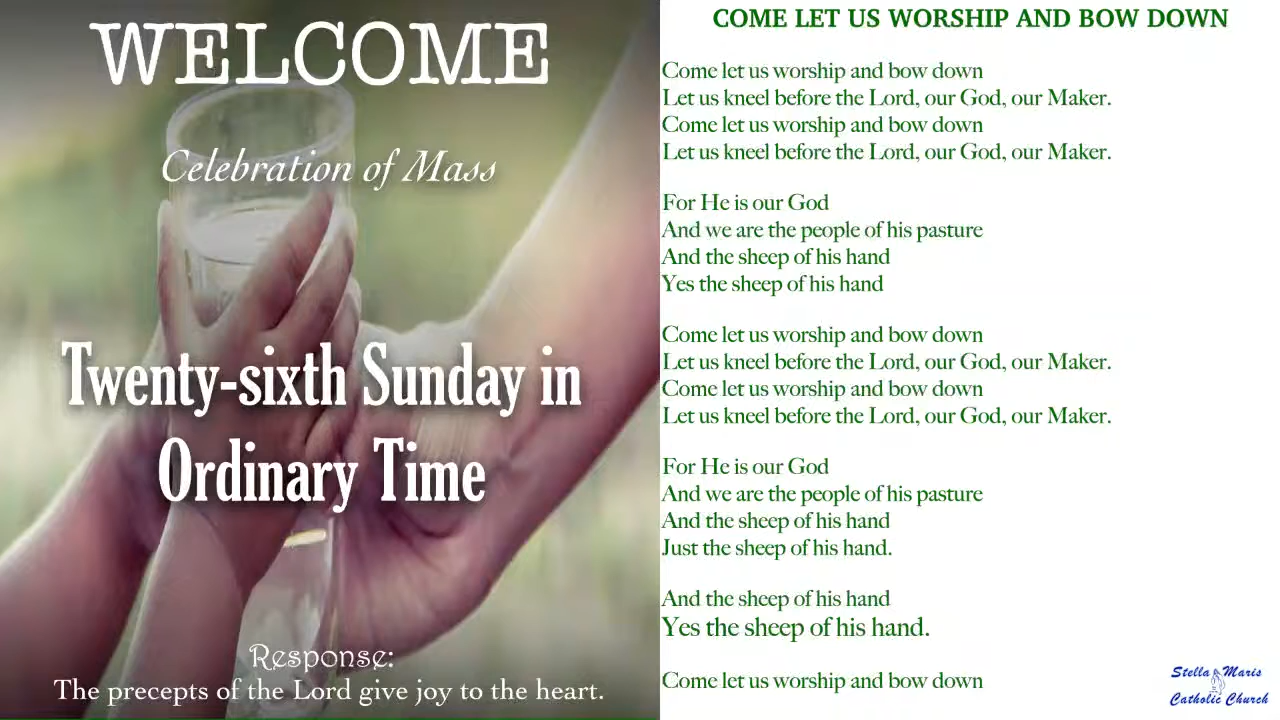 WELCOME
Celebration of Mass
Twenty-sixth Sunday in
Ordinary Time
Response:
The precepts of the Lord give joy to the heart.
COME LET US WORSHIP AND BOW DOWN
Come let us worship and bow down
Let us kneel before the Lord, our God, our Maker.
Come let us worship and bow down
Let us kneel before the Lord, our God, our Maker.
For He is our God
And we are the people of his pasture
And the sheep of his hand
Yes the sheep of his hand
Come let us worship and bow down
Let us kneel before the Lord, our God, our Maker.
Come let us worship and bow down
Let us kneel before the Lord, our God, our Maker.
For He is our God
And we are the people of his pasture
And the sheep of his hand
Just the sheep of his hand.
And the sheep of his hand
Yes the sheep of his hand.
Come let us worship and bow down
Stella Maris
Catholic Church